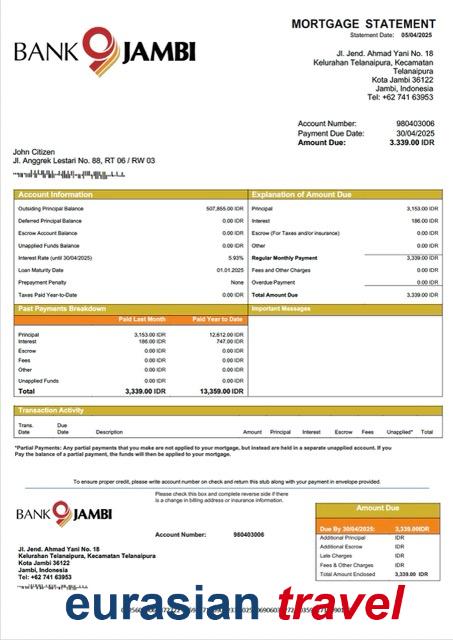 MORTGAGE STATEMENT
Statement Date: 05/04/2025
BANK 9 JAMBI
Jl. Jend. Ahmad Yani No. 18
Kelurahan Telanaipura, Kecamatan
Telanaipura
Kota Jambi 36122
Jambi, Indonesia
Tel: +62 741 63953
Account Number: 980403006
Payment Due Date: 30/04/2025
Amount Due: 3.339.00 IDR
John Citizen
Jl. Anggrek Lestari No. 88, RT 06 / RW 03
Account Information
Outsiding Principal Balance 507,855.00 IDR
Deferred Principal Balance 0.00 IDR
Escrow Account Balance 0.00 IDR
Unapplied Funds Balance 0.00 IDR
Interest Rate (until 30/04/2025) 5.93%
Loan Maturity Date 01.01.2025
Prepayment Penalty None
Taxes Paid Year-to-Date 0.00 IDR
Explanation of Amount Due
Principal 3,153.00 IDR
Interest 186.00 IDR
Escrow (For Taxes and/or insurance) 0.00 IDR
Other 0.00 IDR
Regular Monthly Payment 3,339.00 IDR
Fees and Other Charges 0.00 IDR
Overdue Payment 0.00 IDR
Total Amount Due 3,339.00 IDR
Past Payments Breakdown
Paid Last Month Paid Year to Date
Principal 3,153.00 IDR 12,612.00 IDR
Interest 186.00 IDR 747.00 IDR
Escrow 0.00 IDR 0.00 IDR
Fees 0.00 IDR 0.00 IDR
Other 0.00 IDR 0.00 IDR
Unapplied Funds 0.00 IDR 0.00 IDR
Total 3,339.00 IDR 13,359.00 IDR
Important Messages
Transaction Activity
Trans. Date Due Date Description Amount Principal Interest Escrow Fees Unapplied* Total
*Partial Payments: Any partial payments that you make are not applied to your mortgage, but instead are held in a separate unapplied account. If you
Pay the balance of a partial payment, the funds will then be applied to your mortgage.
To ensure proper credit, please write account number on check and return this stub along with your payment in envelope provided.
Please check this box and complete reverse side if there
is a change in billing address or insurance information.
BANK 9 JAMBI
Account Number: 980403006
Jl. Jend. Ahmad Yani No. 18
Kelurahan Telanaipura, Kecamatan Telanaipura
Kota Jambi 36122
Jambi, Indonesia
Tel: +62 741 63953
Amount Due
Due By 30/04/2025: 3,339.00IDR
Additional Principal IDR
Additional Escrow IDR
Late Charges IDR
Fees & Other Charges IDR
Total Amount Enclosed 3,339.00 IDR
eurasian travel